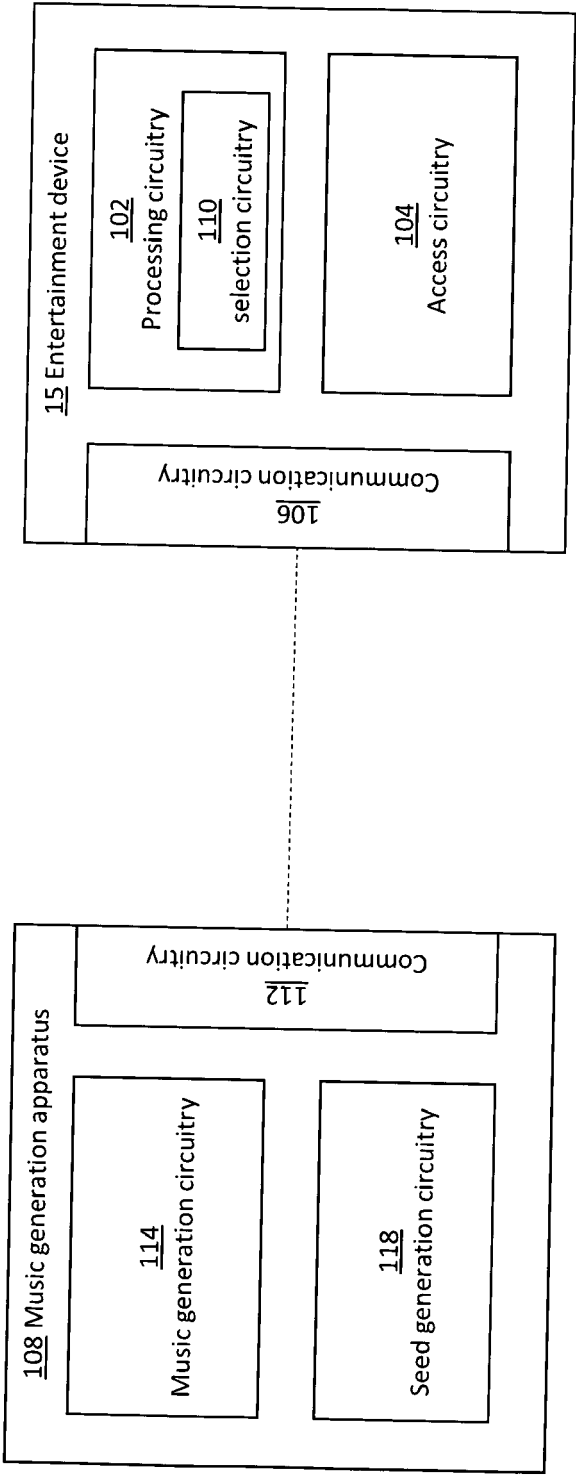 108 Music generation apparatus
114
Music generation circuitry
118
Seed generation circuitry
112
Communication circuitry
15 Entertainment device
106
Communication circuitry
102
Processing circuitry
110
selection circuitry
104
Access circuitry